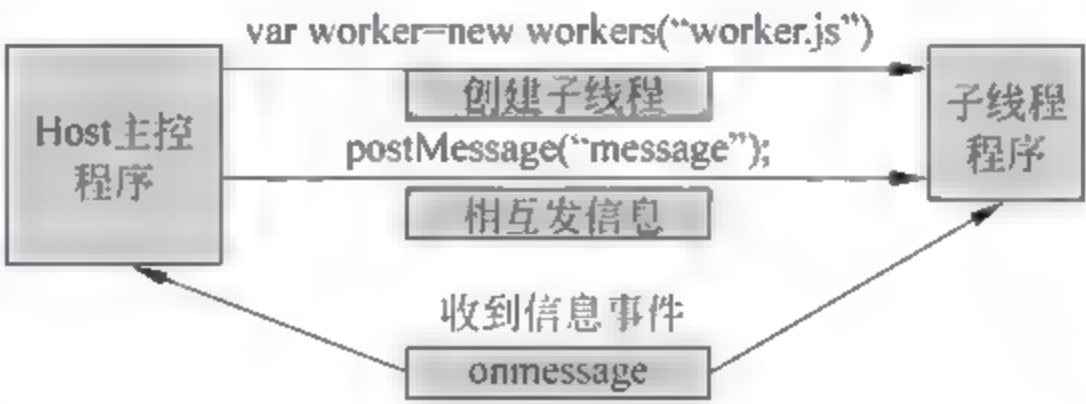 var worker=new workers(“worker.js”)
创建子线程
Host主控
程序
子线程
程序
postMessage(“message”);
相互发信息
收到信息事件
onmessage